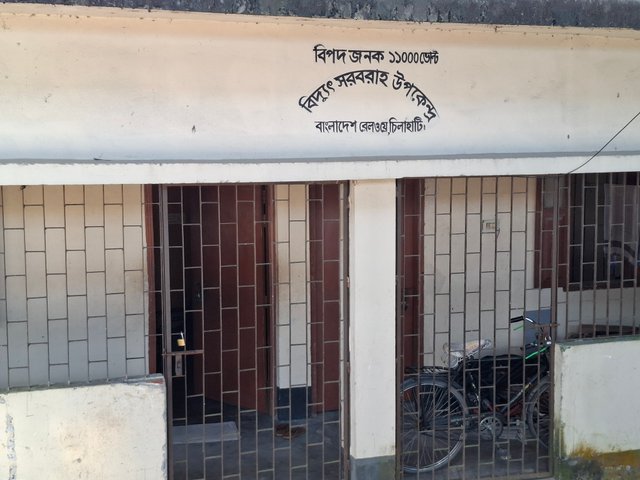 বিপদ জনক ১১০০০ভোল্ট
বিদ্যুৎ সরবরাহ উপকেন্দ্র
বাংলাদেশ রেলওয়ে,চিলাহাটি।